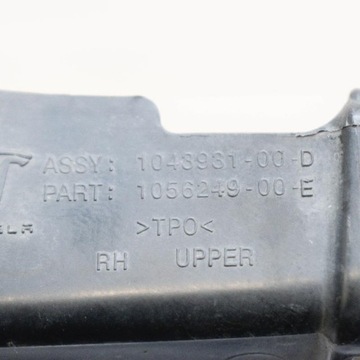 ASSY: 1043931-00-D
PART: 1056249-00-E
>TPO<
RH UPPER